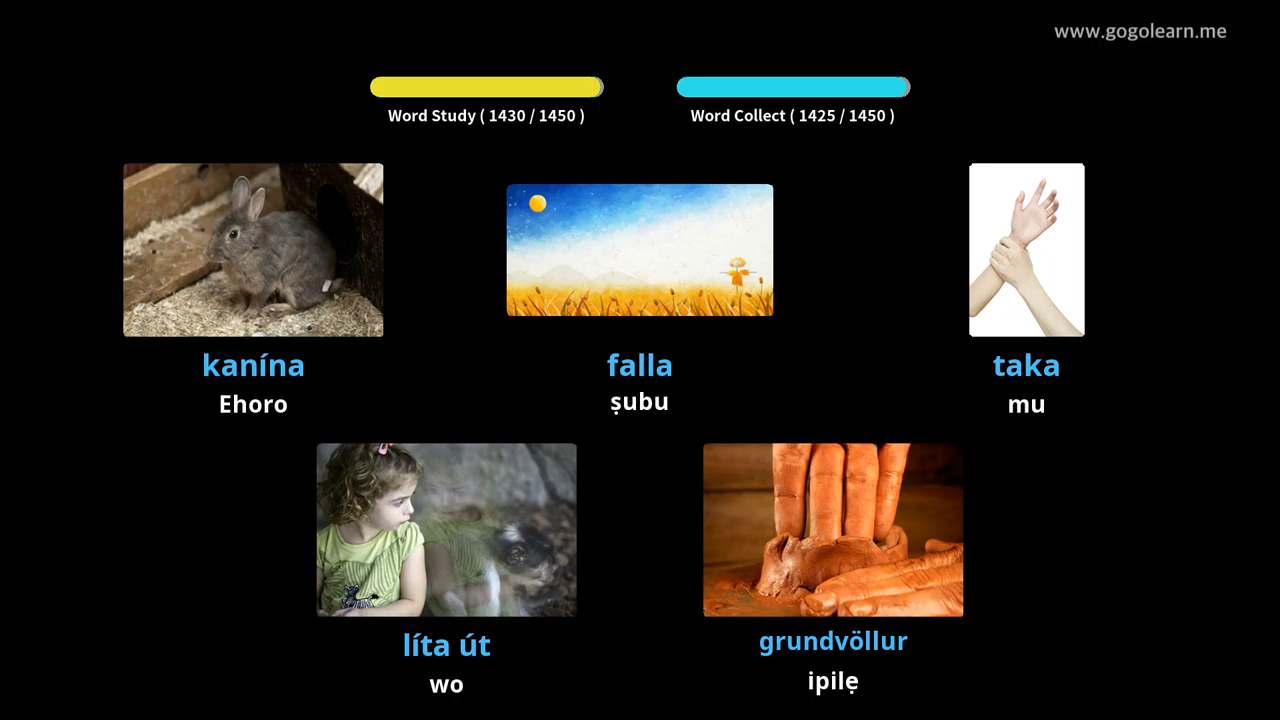 www.gogolearn.me
Word Study ( 1430 / 1450 )
Word Collect ( 1425 / 1450 )
kanína
Ehoro
falla
ṣubu
taka
mu
líta út
wo
grundvöllur
ipilẹ